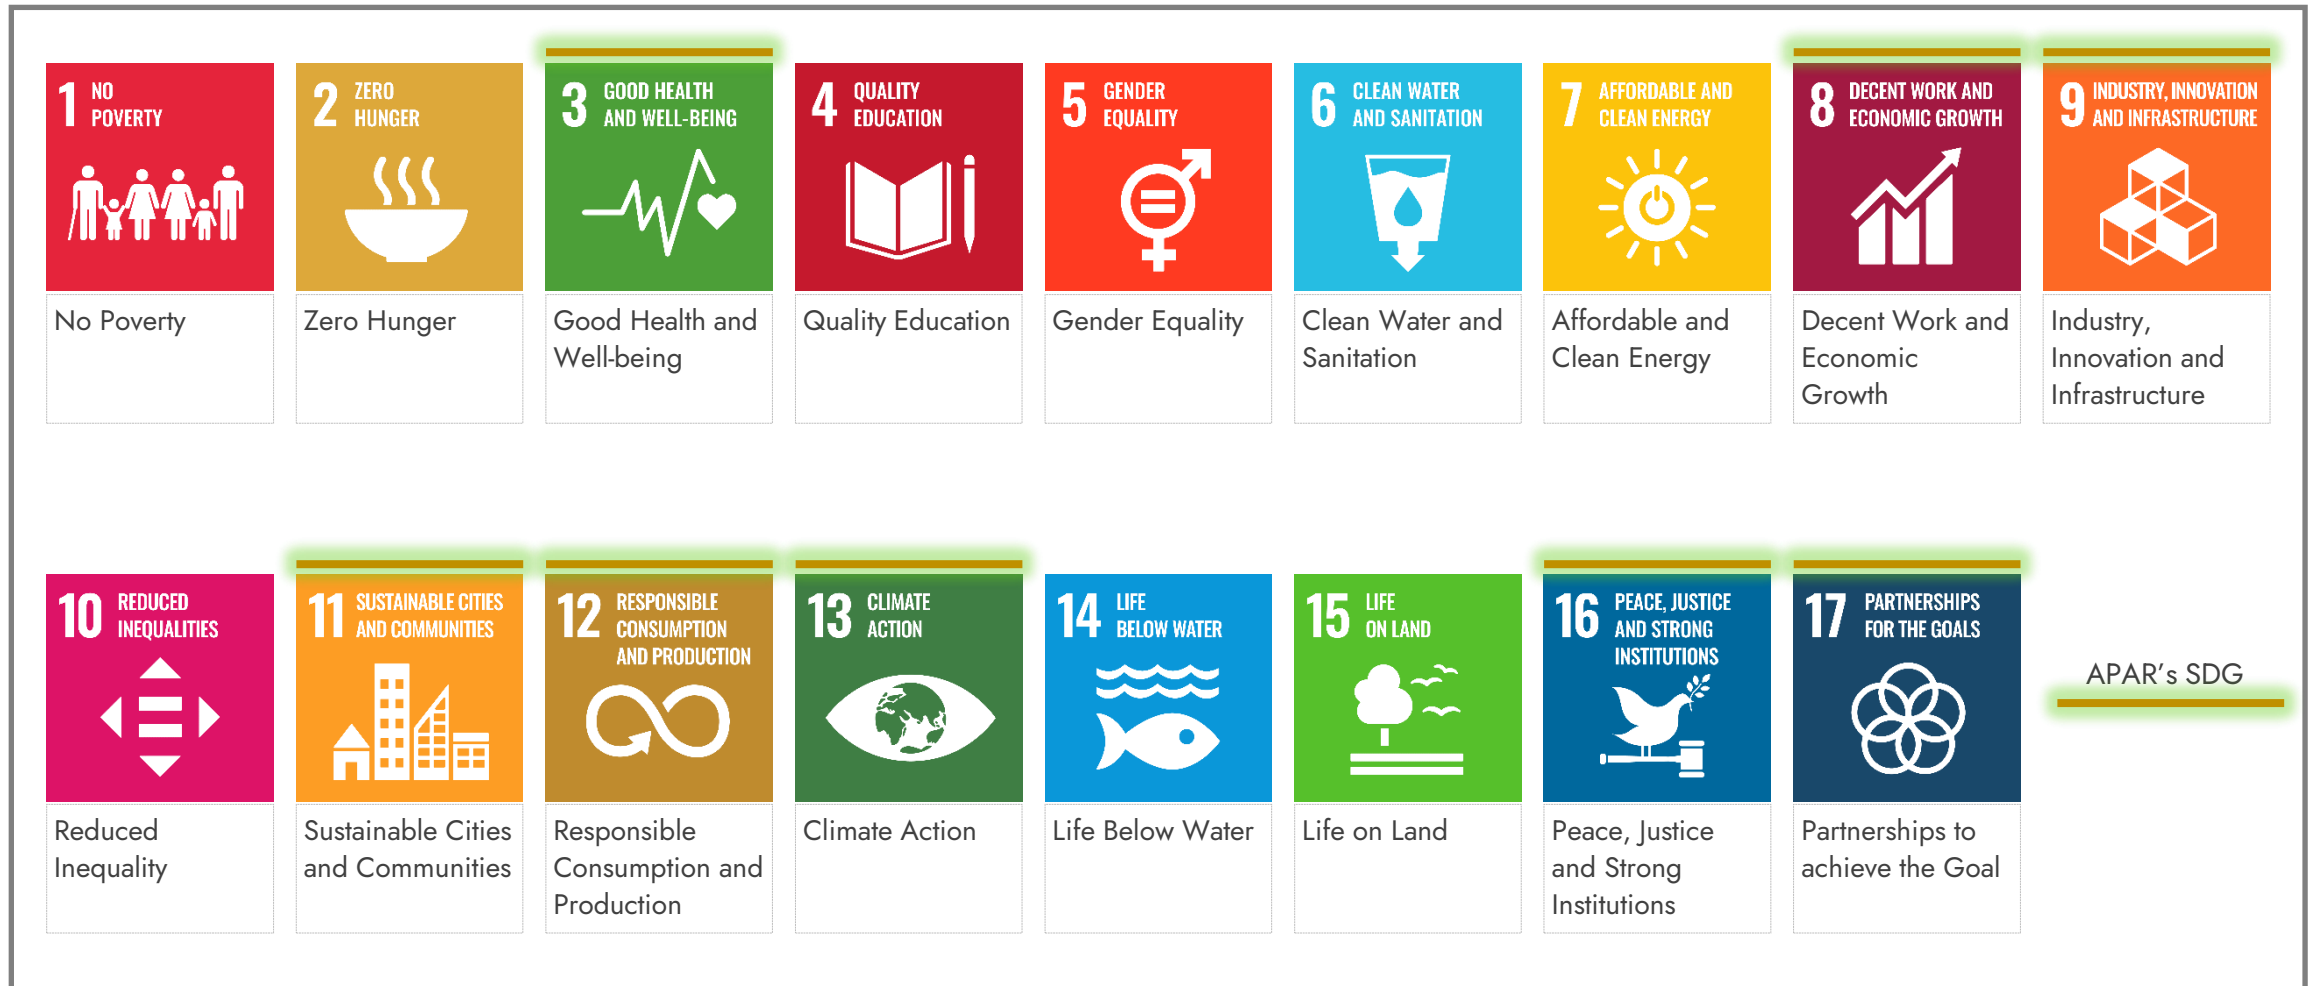 1 NO
POVERTY
2 ZERO
HUNGER
3 GOOD HEALTH
AND WELL-BEING
4 QUALITY
EDUCATION
5 GENDER
EQUALITY
6 CLEAN WATER
AND SANITATION
7 AFFORDABLE AND
CLEAN ENERGY
8 DECENT WORK AND
ECONOMIC GROWTH
9 INDUSTRY, INNOVATION
AND INFRASTRUCTURE
No Poverty
Zero Hunger
Good Health and
Well-being
Quality Education
Gender Equality
Clean Water and
Sanitation
Affordable and
Clean Energy
Decent Work and
Economic
Growth
Industry,
Innovation and
Infrastructure
10 REDUCED
INEQUALITIES
11 SUSTAINABLE CITIES
AND COMMUNITIES
12 RESPONSIBLE
CONSUMPTION
AND PRODUCTION
13 CLIMATE
ACTION
14 LIFE
BELOW WATER
15 LIFE
ON LAND
16 PEACE, JUSTICE
AND STRONG
INSTITUTIONS
17 PARTNERSHIPS
FOR THE GOALS
APAR's SDG
Reduced
Inequality
Sustainable Cities
and Communities
Responsible
Consumption and
Production
Climate Action
Life Below Water
Life on Land
Peace, Justice
and Strong
Institutions
Partnerships to
achieve the Goal